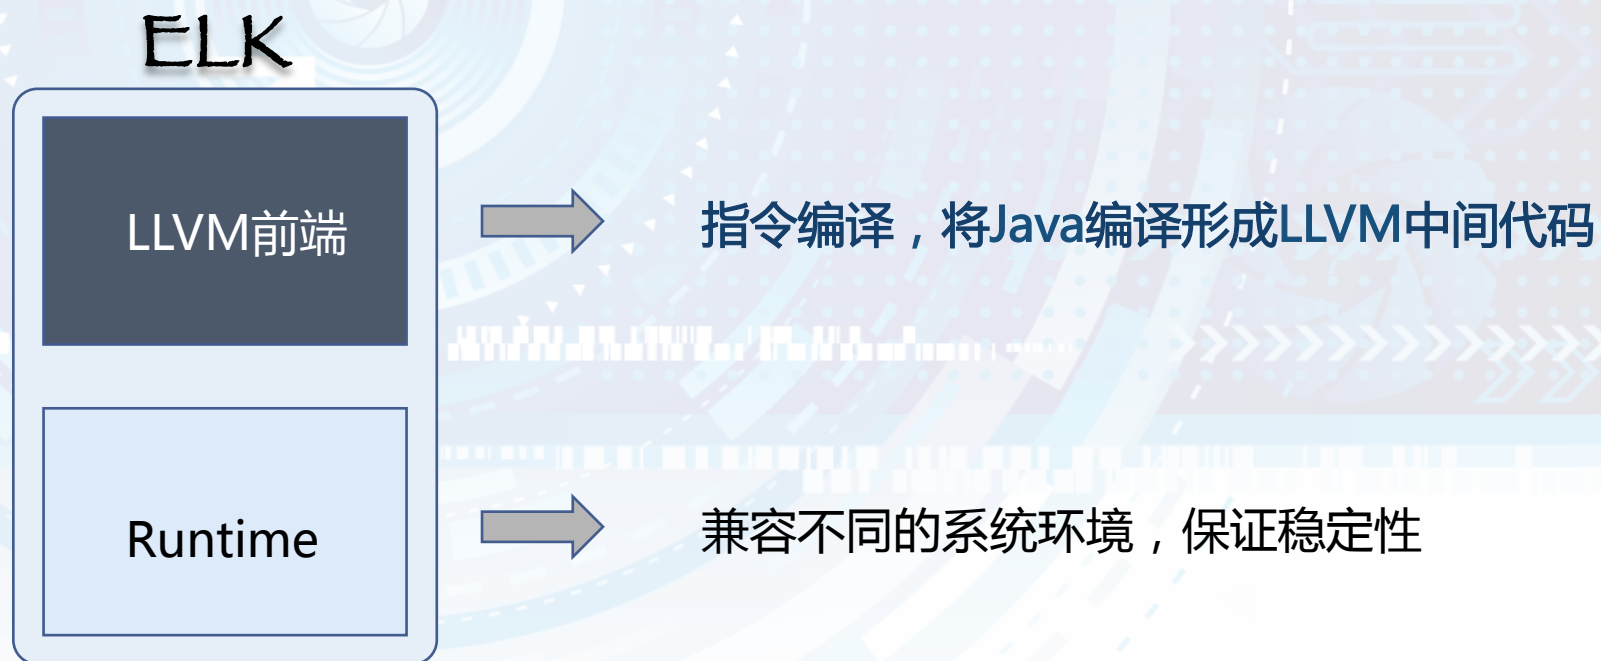 ELK
LLVM前端
指令编译，将Java编译形成LLVM中间代码
Runtime
兼容不同的系统环境，保证稳定性